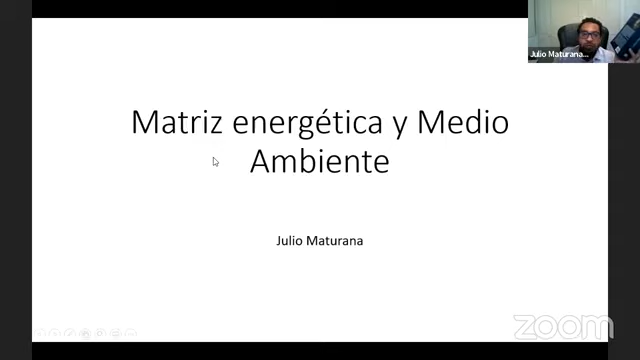 Julio Maturana...
Matriz energética y Medio
Ambiente
Julio Maturana
zoom